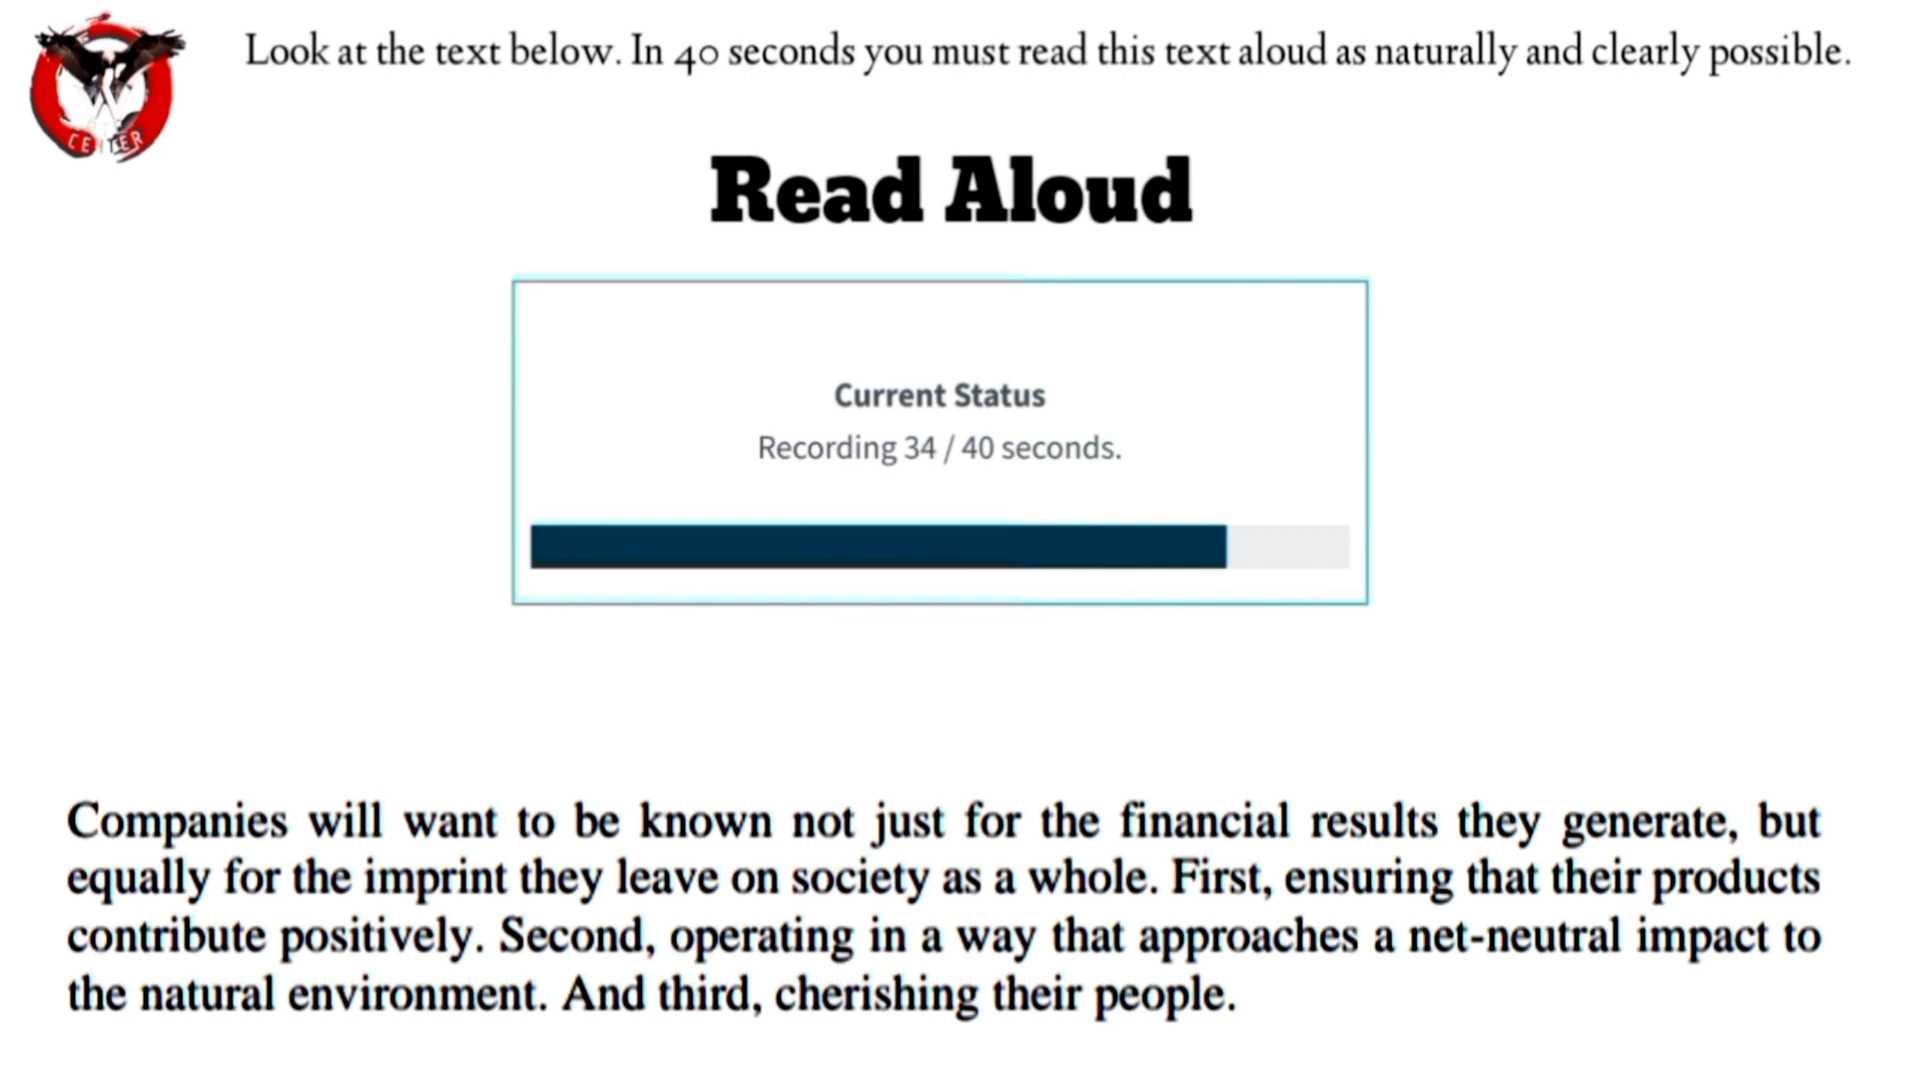 Look at the text below. In 40 seconds you must read this text aloud as naturally and clearly possible.
CENTER
Read Aloud
Current Status
Recording 34 / 40 seconds.
Companies will want to be known not just for the financial results they generate, but
equally for the imprint they leave on society as a whole. First, ensuring that their products
contribute positively. Second, operating in a way that approaches a net-neutral impact to
the natural environment. And third, cherishing their people.